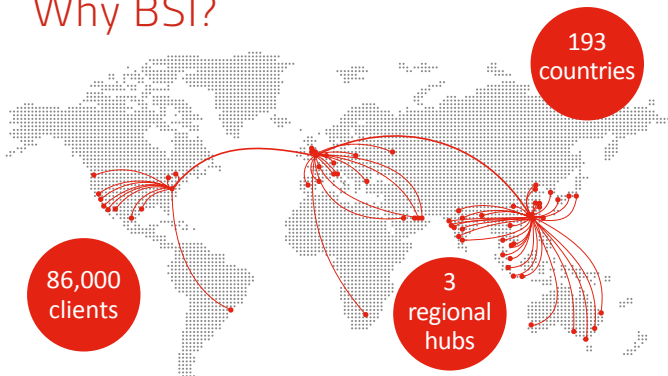 Why BSI?
193
countries
86,000
clients
3
regional
hubs